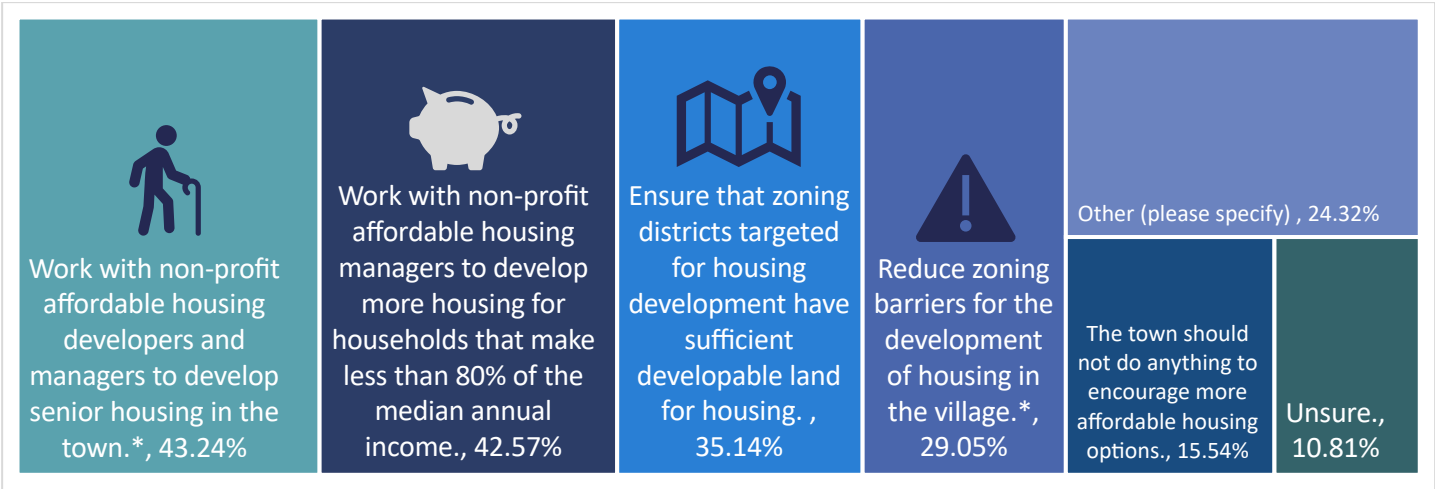 Work with non-profit
affordable housing
developers and
managers to develop
senior housing in the
town.*, 43.24%
Work with non-profit
affordable housing
managers to develop
more housing for
households that make
less than 80% of the
median annual
income., 42.57%
Ensure that zoning
districts targeted
for housing
development have
sufficient
developable land
for housing. ,
35.14%
Reduce zoning
barriers for the
development
of housing in
the village.*,
29.05%
Other (please specify) , 24.32%
The town should
not do anything to
encourage more
affordable housing
options., 15.54%
Unsure.,
10.81%